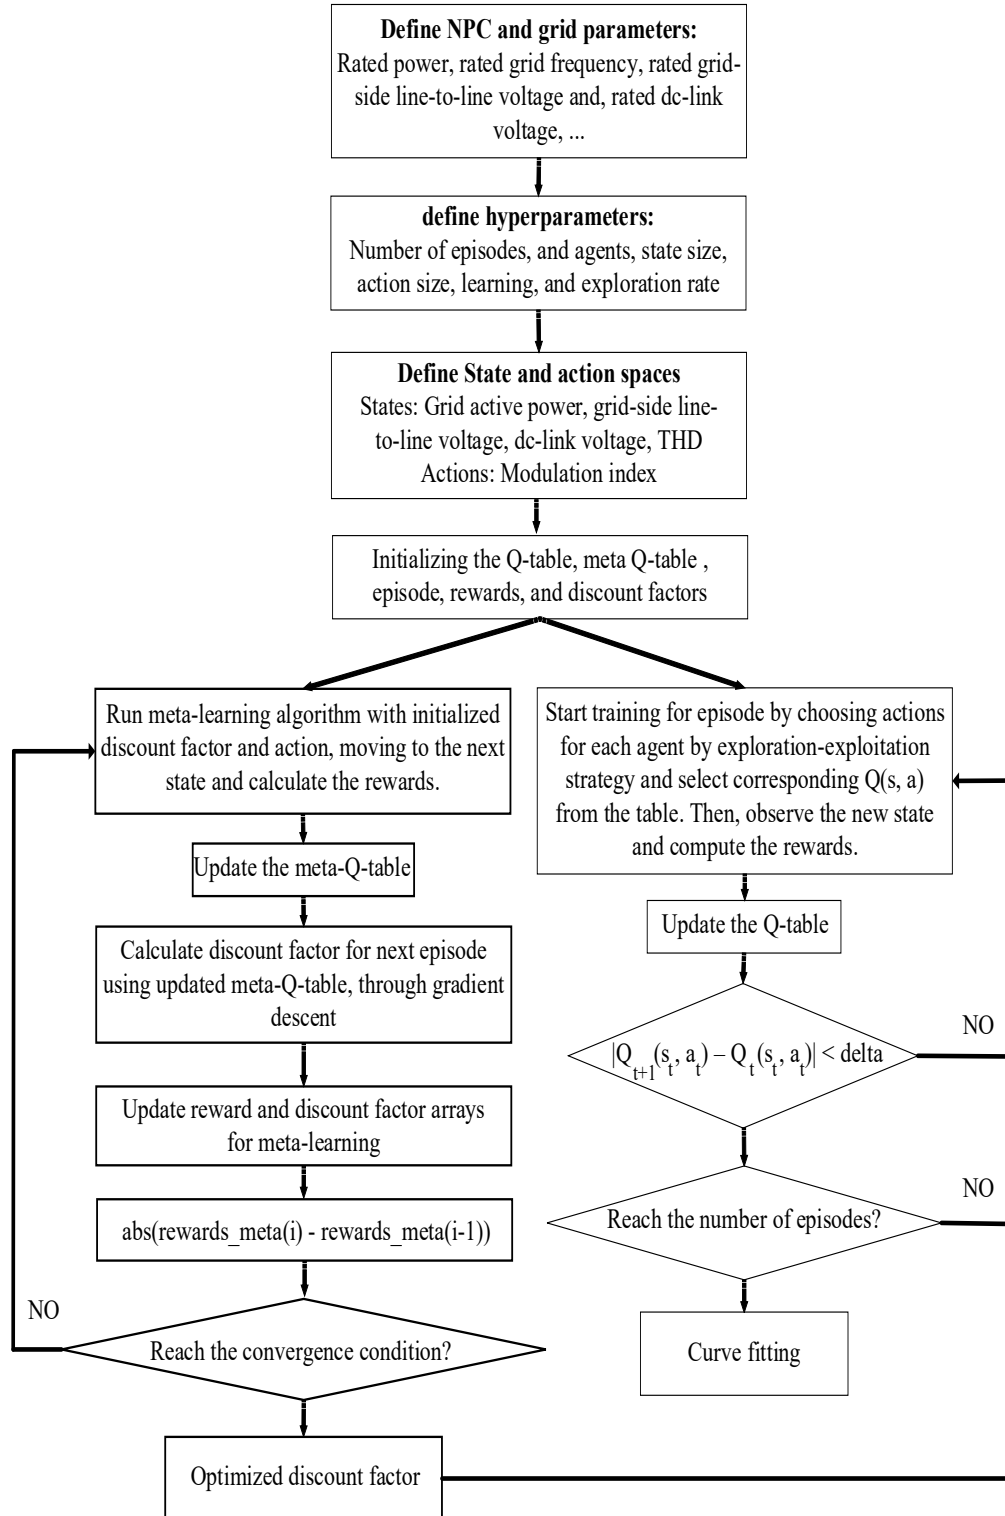 Define NPC and grid parameters:
Rated power, rated grid frequency, rated grid-
side line-to-line voltage and, rated dc-link
voltage, ...
define hyperparameters:
Number of episodes, and agents, state size,
action size, learning, and exploration rate
Define State and action spaces
States: Grid active power, grid-side line-
to-line voltage, dc-link voltage, THD
Actions: Modulation index
Initializing the Q-table, meta Q-table ,
episode, rewards, and discount factors
Run meta-learning algorithm with initialized
discount factor and action, moving to the next
state and calculate the rewards.
Update the meta-Q-table
Calculate discount factor for next episode
using updated meta-Q-table, through gradient
descent
Update reward and discount factor arrays
for meta-learning
abs(rewards_meta(i) - rewards_meta(i-1))
NO
Reach the convergence condition?
Optimized discount factor
Start training for episode by choosing actions
for each agent by exploration-exploitation
strategy and select corresponding Q(s, a)
from the table. Then, observe the new state
and compute the rewards.
Update the Q-table
NO
|Q_{t+1}(s_t, a_t) – Q_t(s_t, a_t)| < delta
NO
Reach the number of episodes?
Curve fitting